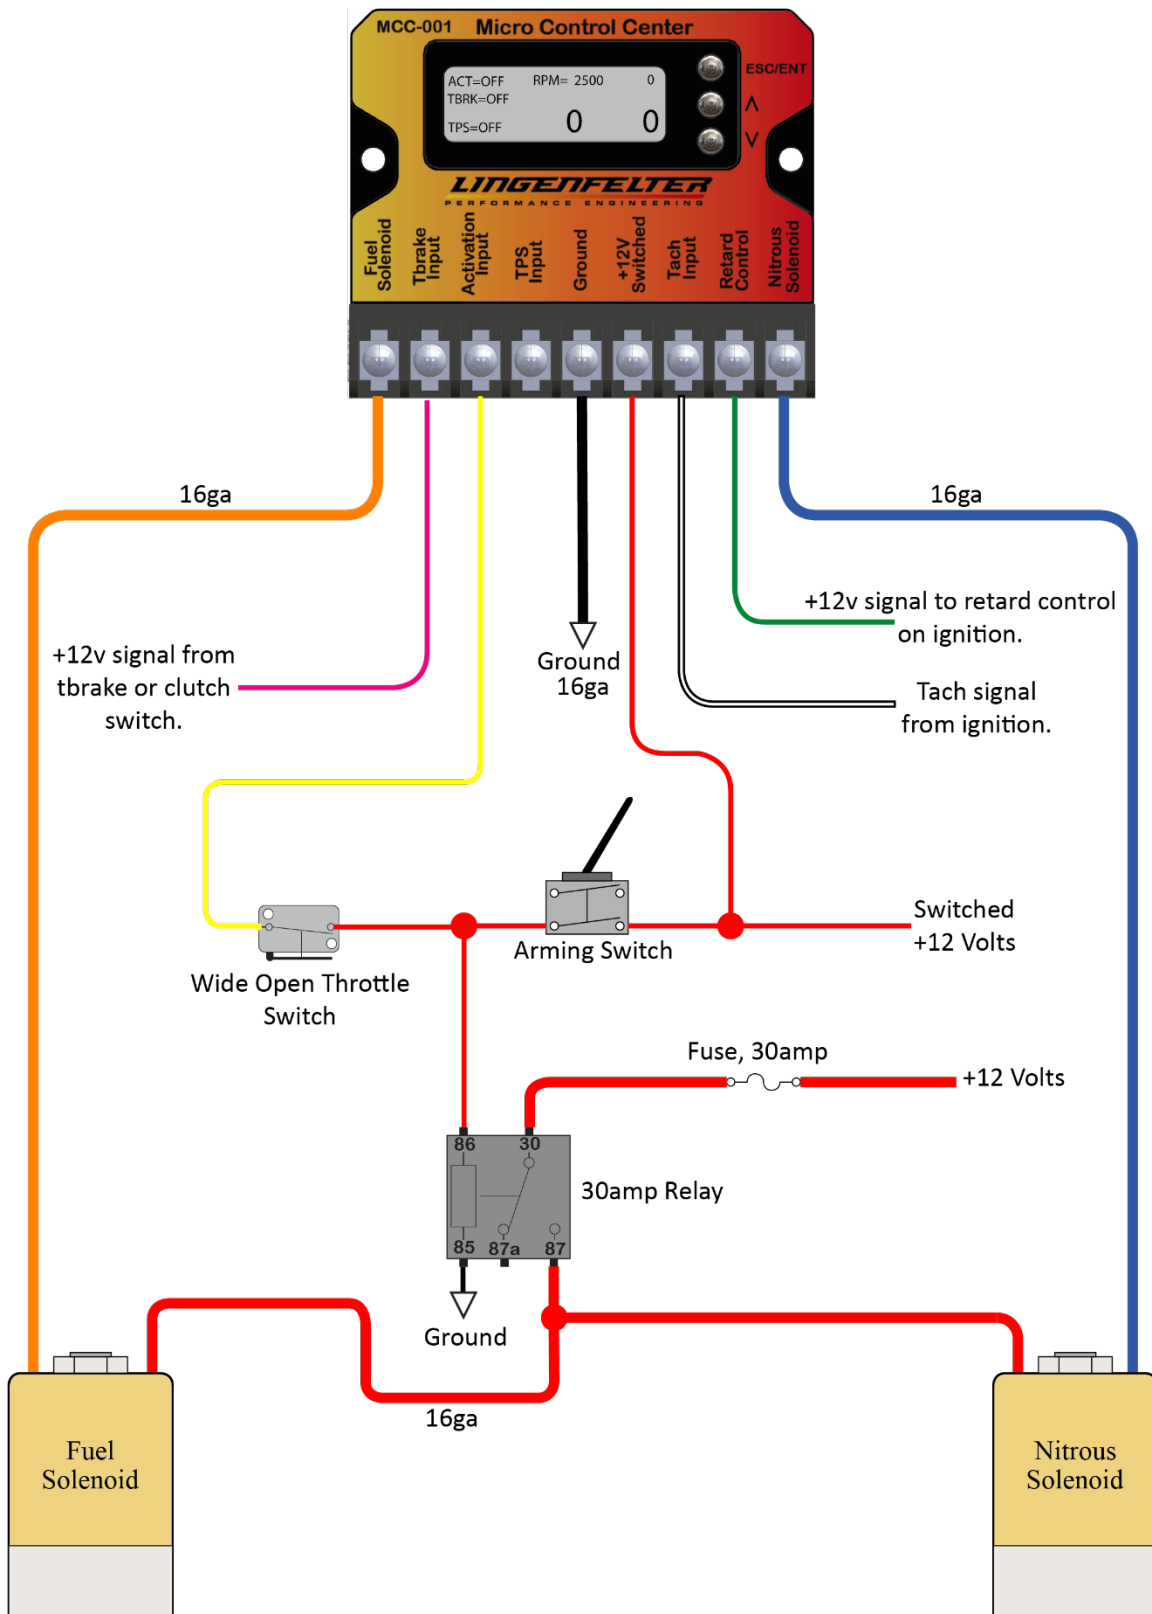 MCC-001 Micro Control Center
ESC/ENT
ACT=OFF RPM= 2500 0
TBRK=OFF
TPS=OFF 0 0
LINGENFELTER
PERFORMANCE ENGINEERING
Fuel
Solenoid
Tbrake
Input
Activation
Input
TPS
Input
Ground
+12V
Switched
Tach
Input
Retard
Control
Nitrous
Solenoid
16ga
16ga
+12v signal to retard control
on ignition.
+12v signal from
tbrake or clutch
switch.
Ground
16ga
Tach signal
from ignition.
Switched
+12 Volts
Arming Switch
Wide Open Throttle
Switch
Fuse, 30amp
+12 Volts
86 30
30amp Relay
85 87a 87
Ground
16ga
Fuel
Solenoid
Nitrous
Solenoid